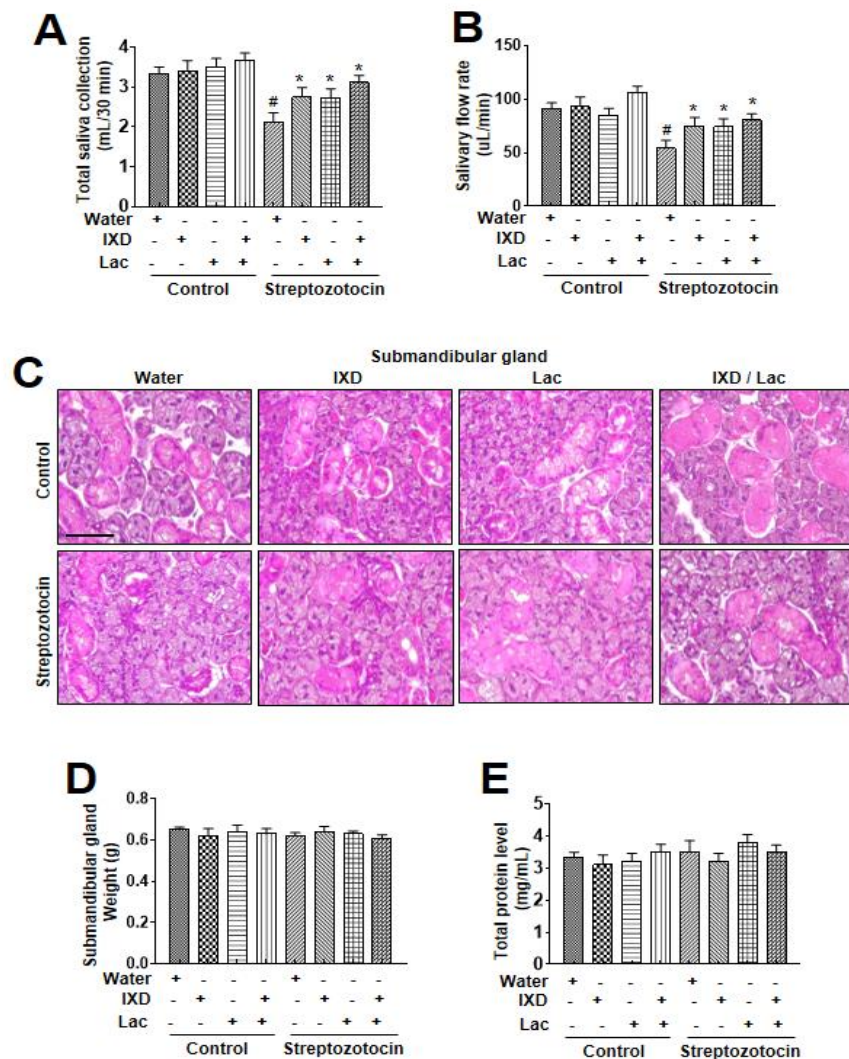 A
Total saliva collection
(mL/30 min)
4
3
2
1
0
# * * *
Water + - - - + - - -
IXD - + - + - + - +
Lac - - + + - - + +
Control Streptozotocin
B
Salivary flow rate
(uL/min)
150
100
50
0
# * * *
Water + - - - + - - -
IXD - + - + - + - +
Lac - - + + - - + +
Control Streptozotocin
C
Submandibular gland
Water IXD Lac IXD / Lac
Control
Streptozotocin
D
Submandibular gland
Weight (g)
0.8
0.6
0.4
0.2
0.0
Water + - - - + - - -
IXD - + - + - + - +
Lac - - + + - - + +
Control Streptozotocin
E
Total protein level
(mg/mL)
5
4
3
2
1
0
Water + - - - + - - -
IXD - + - + - + - +
Lac - - + + - - + +
Control Streptozotocin